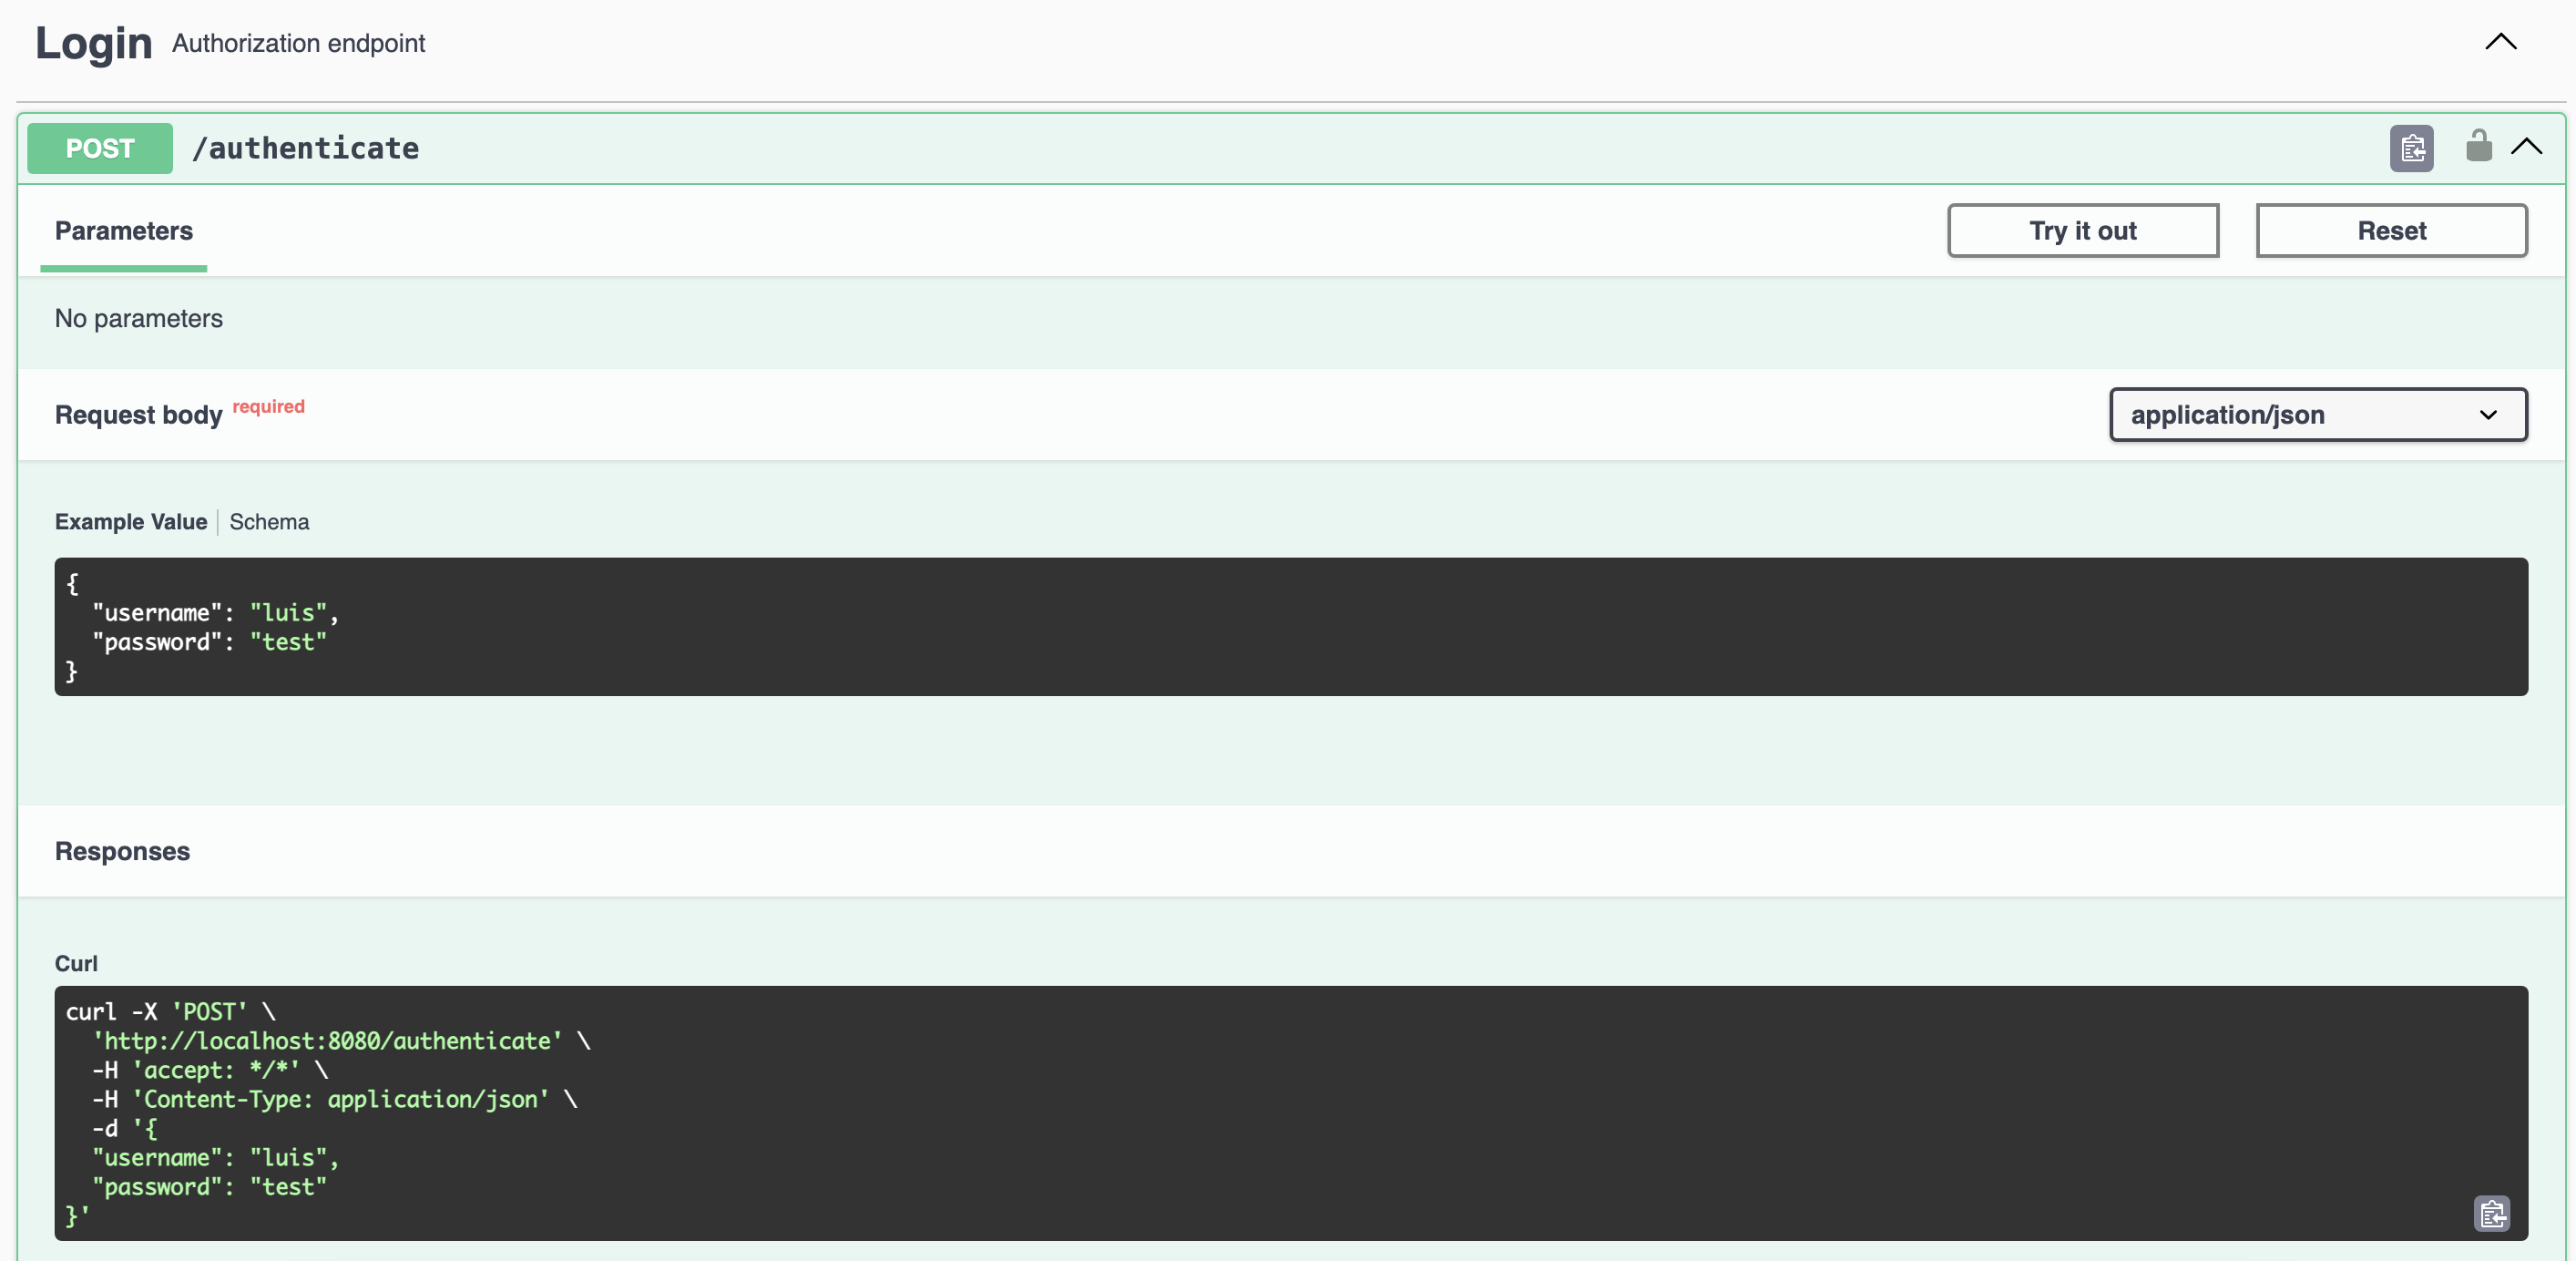 Login Authorization endpoint
POST /authenticate
Parameters Try it out Reset
No parameters
Request body required application/json
Example Value Schema
{
  "username": "luis",
  "password": "test"
}
Responses
Curl
curl -X 'POST' \
  'http://localhost:8080/authenticate' \
  -H 'accept: */*' \
  -H 'Content-Type: application/json' \
  -d '{
  "username": "luis",
  "password": "test"
}'